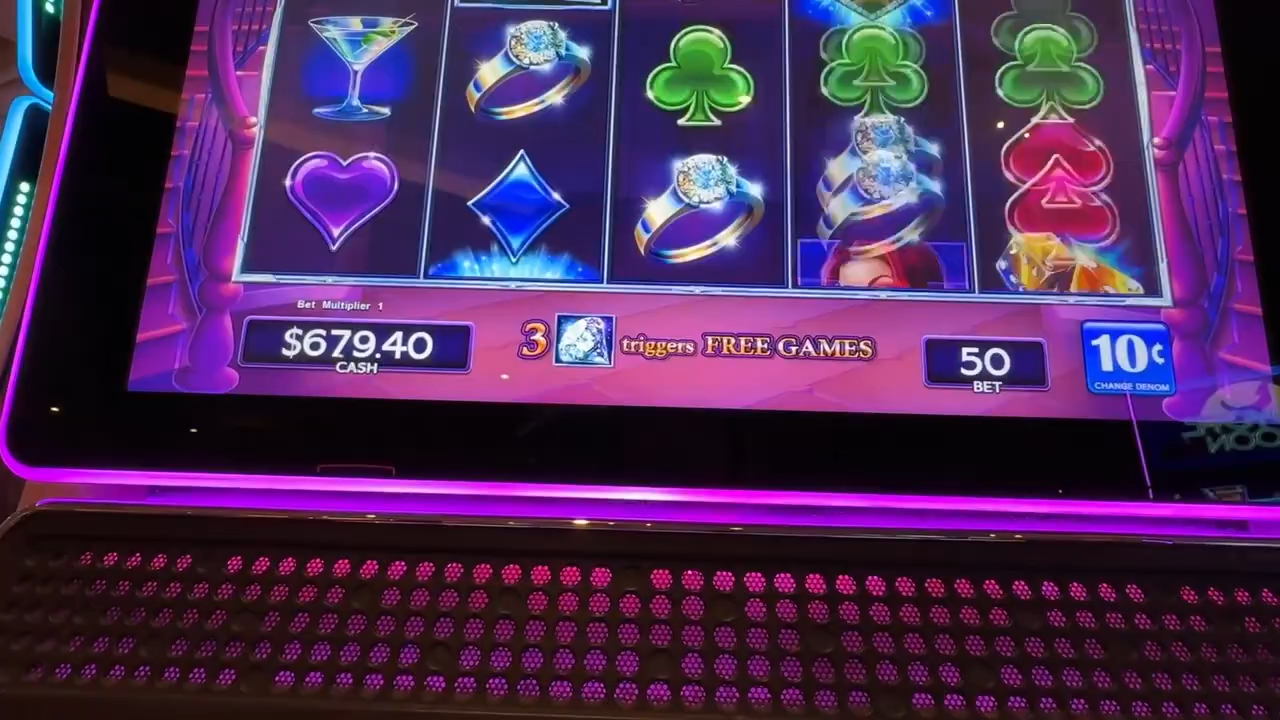 Bet Multiplier 1
$679.40
CASH
3 triggers FREE GAMES
50
BET
10¢
CHANGE DENOM